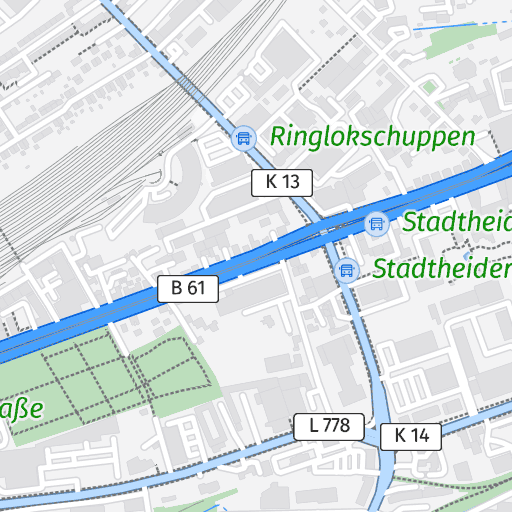 Ringlokschuppen
K 13
Stadtheid
Stadtheider
B 61
aße
L 778
K 14